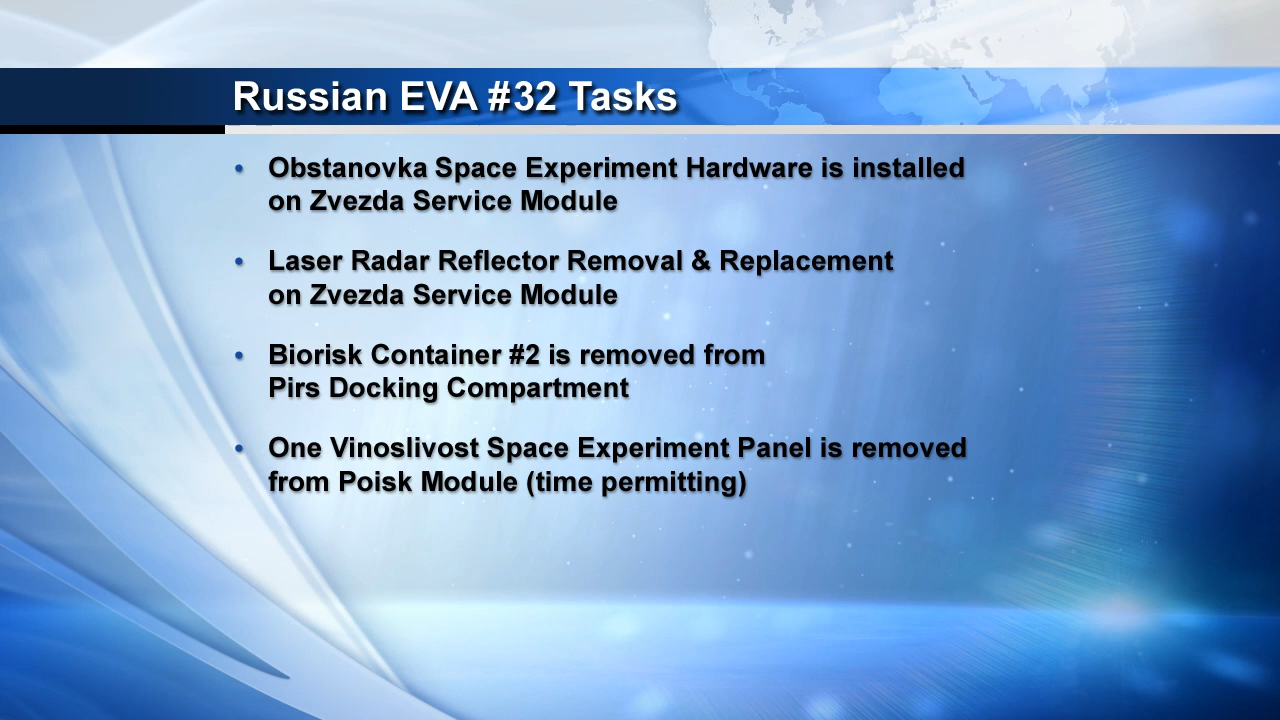 Russian EVA #32 Tasks
• Obstanovka Space Experiment Hardware is installed
on Zvezda Service Module
• Laser Radar Reflector Removal & Replacement
on Zvezda Service Module
• Biorisk Container #2 is removed from
Pirs Docking Compartment
• One Vinoslivost Space Experiment Panel is removed
from Poisk Module (time permitting)